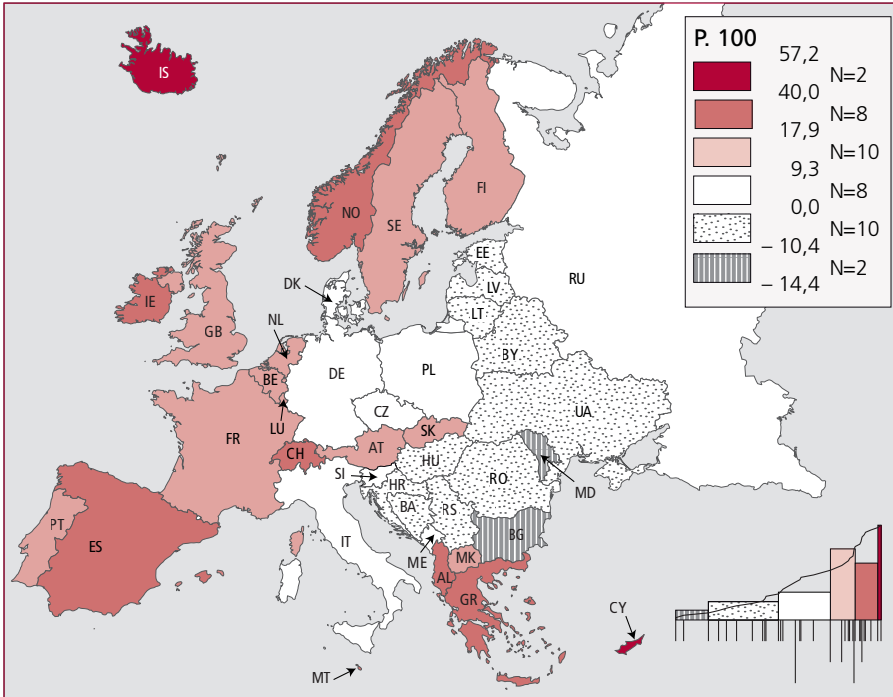 P. 100
57,2
N=2
40,0
N=8
17,9
N=10
9,3
N=8
0,0
N=10
– 10,4
N=2
– 14,4
IS
NO
SE
FI
EE
LV
LT
RU
DK
IE
GB
NL
BE
LU
DE
PL
BY
CZ
UA
FR
CH
AT
SK
HU
RO
MD
SI
HR
BA
RS
BG
PT
ES
IT
ME
MK
AL
GR
MT
CY